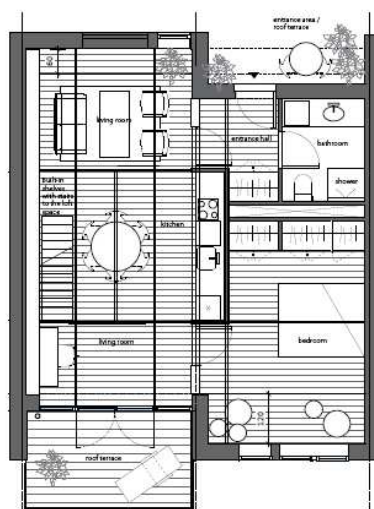 entrance area /
roof terrace
60
living room
entrance hall
bathroom
shower
built-in
shelves
with stairs
to the loft
space
kitchen
living room
bedroom
120
roof terrace